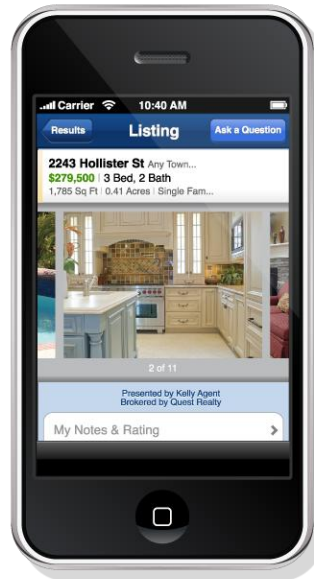 Carrier 10:40 AM
Results Listing Ask a Question
2243 Hollister St Any Town...
$279,500 | 3 Bed, 2 Bath
1,785 Sq Ft | 0.41 Acres | Single Fam...
2 of 11
Presented by Kelly Agent
Brokered by Quest Realty
My Notes & Rating